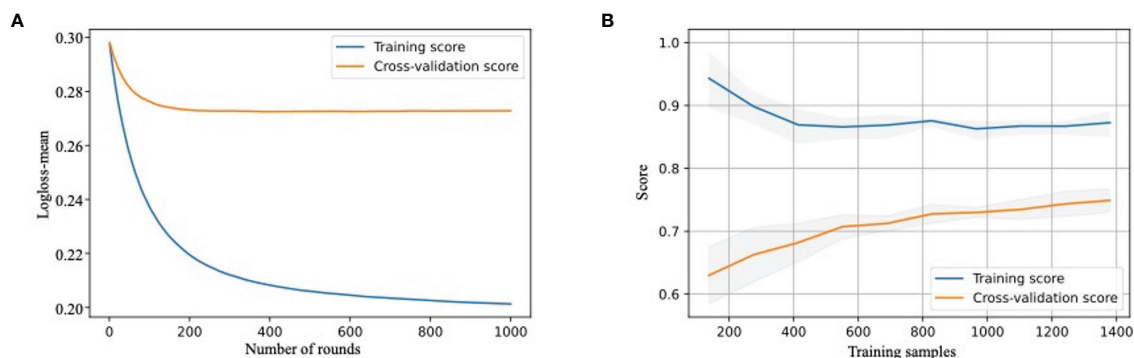 A
Logloss-mean
0.30
0.28
0.26
0.24
0.22
0.20
Training score
Cross-validation score
0 200 400 600 800 1000
Number of rounds
B
Score
1.0
0.9
0.8
0.7
0.6
Training score
Cross-validation score
200 400 600 800 1000 1200 1400
Training samples